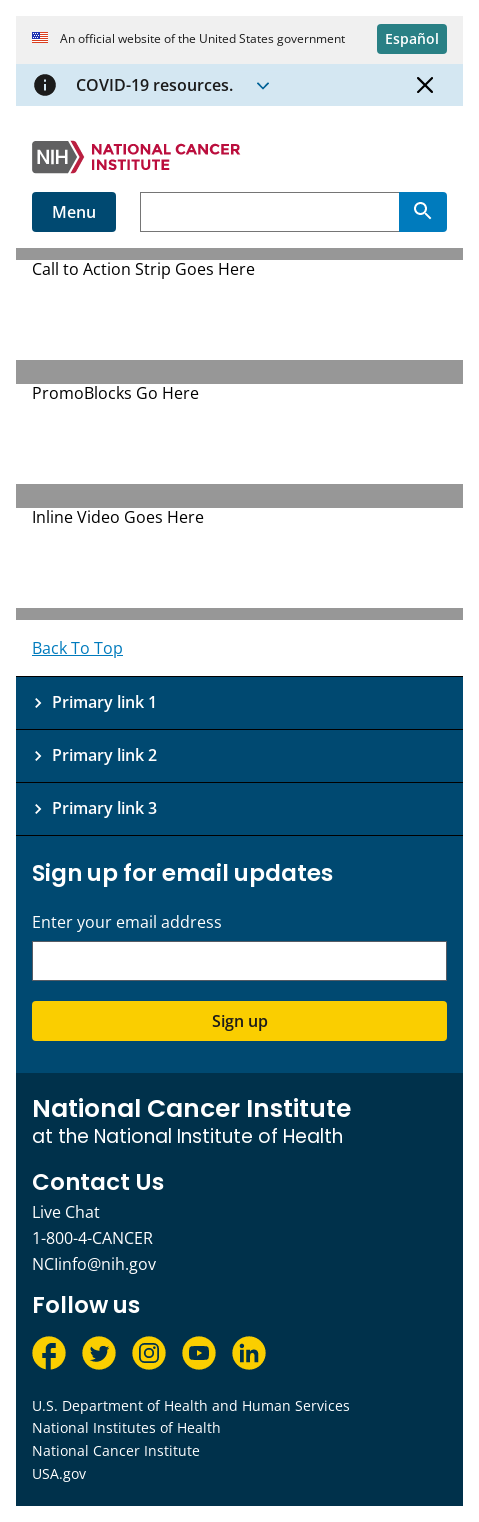 An official website of the United States government
Español
COVID-19 resources.
NIH
NATIONAL CANCER
INSTITUTE
Menu
Call to Action Strip Goes Here
PromoBlocks Go Here
Inline Video Goes Here
Back To Top
Primary link 1
Primary link 2
Primary link 3
Sign up for email updates
Enter your email address
Sign up
National Cancer Institute
at the National Institute of Health
Contact Us
Live Chat
1-800-4-CANCER
NCIinfo@nih.gov
Follow us
U.S. Department of Health and Human Services
National Institutes of Health
National Cancer Institute
USA.gov